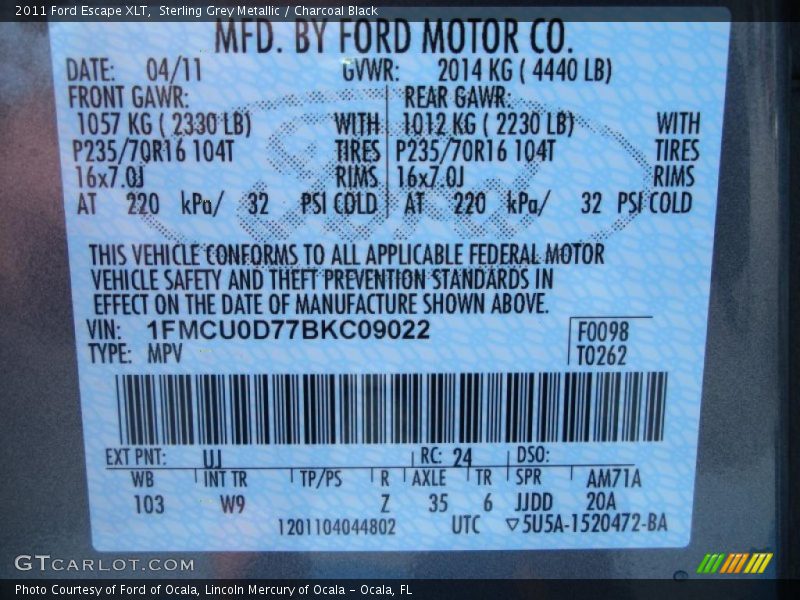 2011 Ford Escape XLT,  Sterling Grey Metallic / Charcoal Black
MFD. BY FORD MOTOR CO.
DATE: 04/11 GVWR: 2014 KG ( 4440 LB)
FRONT GAWR: REAR GAWR:
1057 KG ( 2330 LB) WITH 1012 KG ( 2230 LB) WITH
P235/70R16 104T TIRES P235/70R16 104T TIRES
16x7.0J RIMS 16x7.0J RIMS
AT 220 kPa/ 32 PSI COLD AT 220 kPa/ 32 PSI COLD
THIS VEHICLE CONFORMS TO ALL APPLICABLE FEDERAL MOTOR
VEHICLE SAFETY AND THEFT PREVENTION STANDARDS IN
EFFECT ON THE DATE OF MANUFACTURE SHOWN ABOVE.
VIN: 1FMCU0D77BKC09022 F0098
TYPE: MPV T0262
EXT PNT: UJ RC: 24 DSO:
WB INT TR TP/PS R AXLE TR SPR AM71A
103 W9 Z 35 6 JJDD 20A
1201104044802 UTC ▽5U5A-1520472-BA
GTCARLOT.COM
Photo Courtesy of Ford of Ocala, Lincoln Mercury of Ocala – Ocala, FL